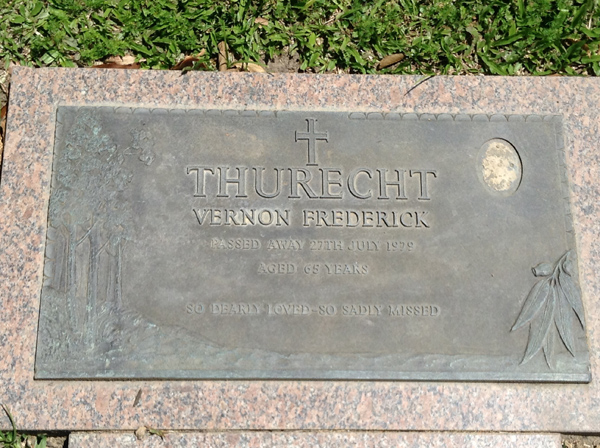 THURECHT
VERNON FREDERICK
PASSED AWAY 27TH JULY 1979
AGED 65 YEARS
SO DEARLY LOVED SO SADLY MISSED